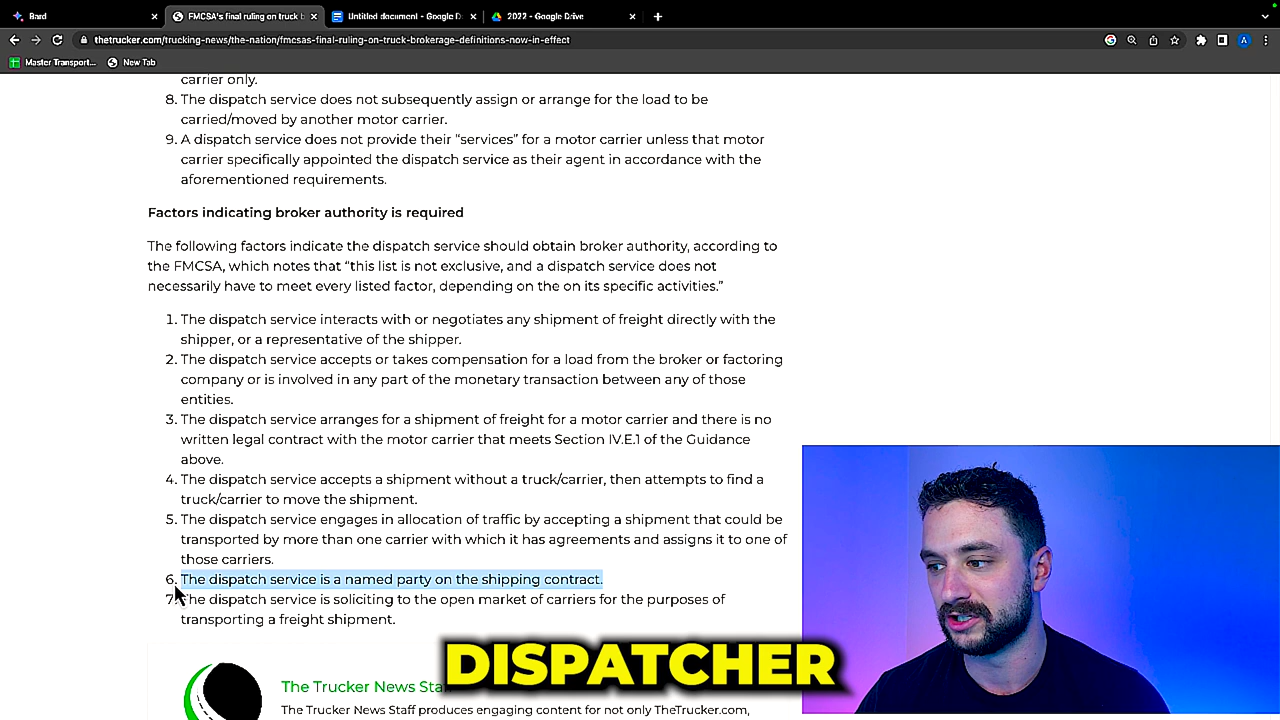 Bard
FMCSA's final ruling on truck b
Untitled document - Google D
2022 - Google Drive
thetrucker.com/trucking-news/the-nation/fmcsas-final-ruling-on-truck-brokerage-definitions-now-in-effect
A
Master Transport...
New Tab
carrier only.
8. The dispatch service does not subsequently assign or arrange for the load to be
carried/moved by another motor carrier.
9. A dispatch service does not provide their “services” for a motor carrier unless that motor
carrier specifically appointed the dispatch service as their agent in accordance with the
aforementioned requirements.
Factors indicating broker authority is required
The following factors indicate the dispatch service should obtain broker authority, according to
the FMCSA, which notes that “this list is not exclusive, and a dispatch service does not
necessarily have to meet every listed factor, depending on the on its specific activities.”
1. The dispatch service interacts with or negotiates any shipment of freight directly with the
shipper, or a representative of the shipper.
2. The dispatch service accepts or takes compensation for a load from the broker or factoring
company or is involved in any part of the monetary transaction between any of those
entities.
3. The dispatch service arranges for a shipment of freight for a motor carrier and there is no
written legal contract with the motor carrier that meets Section IV.E.1 of the Guidance
above.
4. The dispatch service accepts a shipment without a truck/carrier, then attempts to find a
truck/carrier to move the shipment.
5. The dispatch service engages in allocation of traffic by accepting a shipment that could be
transported by more than one carrier with which it has agreements and assigns it to one of
those carriers.
6. The dispatch service is a named party on the shipping contract.
7. The dispatch service is soliciting to the open market of carriers for the purposes of
transporting a freight shipment.
DISPATCHER
The Trucker News Sta
The Trucker News Staff produces engaging content for not only TheTrucker.com,